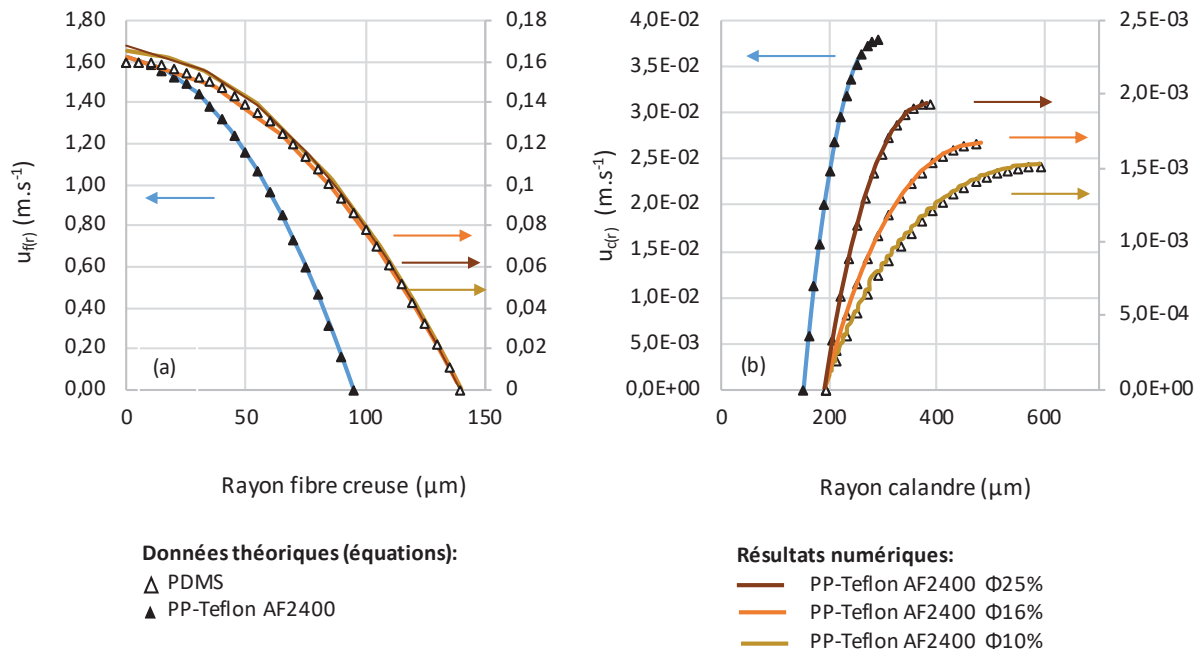 1,80
1,60
1,40
1,20
1,00
0,80
0,60
0,40
0,20
0,00
0,18
0,16
0,14
0,12
0,1
0,08
0,06
0,04
0,02
0
0 50 100 150
uf(r) (m.s-1)
(a)
Rayon fibre creuse (µm)
4,0E-02
3,5E-02
3,0E-02
2,5E-02
2,0E-02
1,5E-02
1,0E-02
5,0E-03
0,0E+00
2,5E-03
2,0E-03
1,5E-03
1,0E-03
5,0E-04
0,0E+00
0 200 400 600
uc(r) (m.s-1)
(b)
Rayon calandre (µm)
Données théoriques (équations):
PDMS
PP-Teflon AF2400
Résultats numériques:
PP-Teflon AF2400 Φ25%
PP-Teflon AF2400 Φ16%
PP-Teflon AF2400 Φ10%